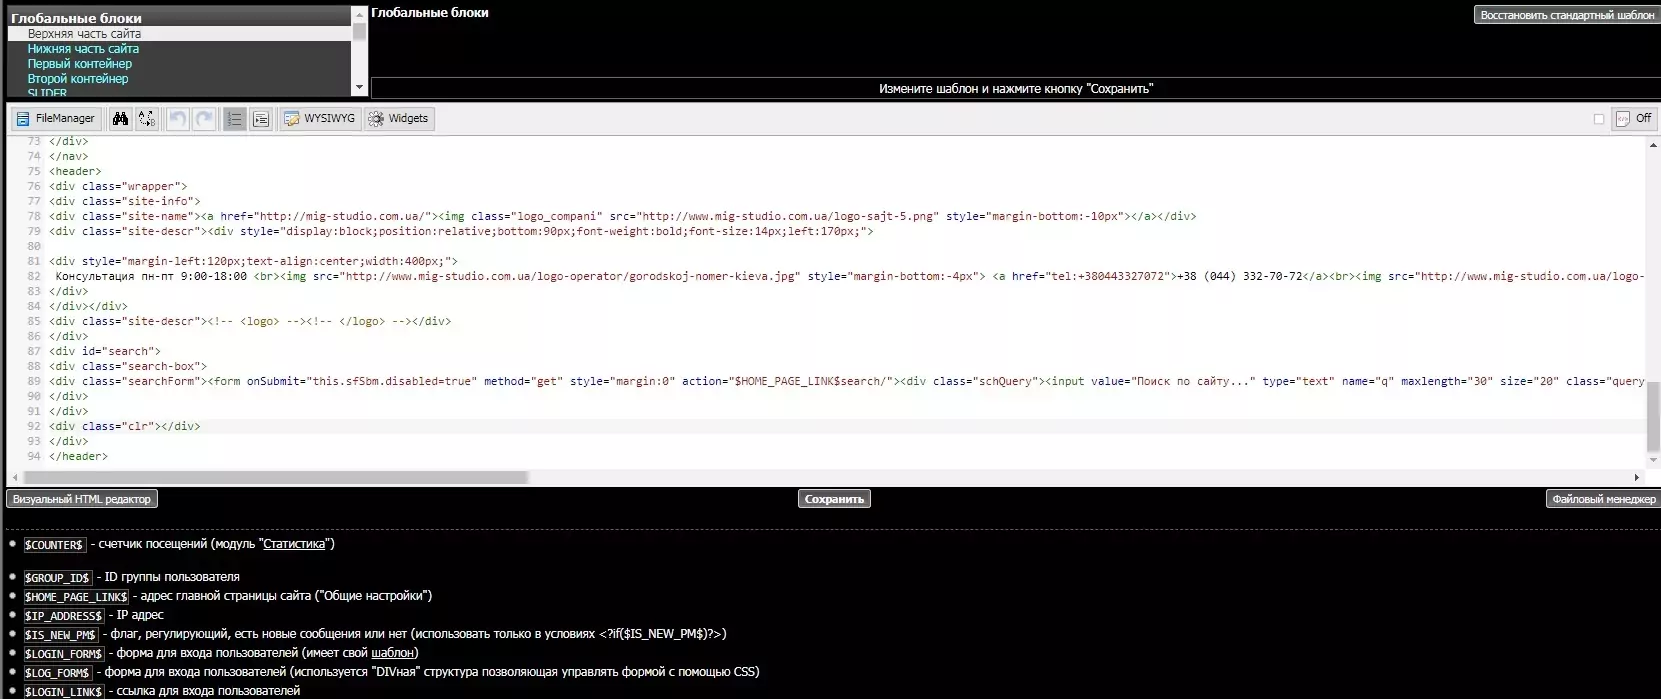 Глобальные блоки
Верхняя часть сайта
Нижняя часть сайта
Первый контейнер
Второй контейнер
SLIDER
Глобальные блоки
Восстановить стандартный шаблон
Измените шаблон и нажмите кнопку "Сохранить"
FileManager WYSIWYG Widgets Off
73 </div>
74 </nav>
75 <header>
76 <div class="wrapper">
77 <div class="site-info">
78 <div class="site-name"><a href="http://mig-studio.com.ua/"><img class="logo_compani" src="http://www.mig-studio.com.ua/logo-sajt-5.png" style="margin-bottom:-10px"></a></div>
79 <div class="site-descr"><div style="display:block;position:relative;bottom:90px;font-weight:bold;font-size:14px;left:170px;">
80
81 <div style="margin-left:120px;text-align:center;width:400px;">
82 Консультация пн-пт 9:00-18:00 <br><img src="http://www.mig-studio.com.ua/logo-operator/gorodskoj-nomer-kieva.jpg" style="margin-bottom:-4px"> <a href="tel:+380443327072">+38 (044) 332-70-72</a><br><img src="http://www.mig-studio.com.ua/logo-
83 </div>
84 </div></div>
85 <div class="site-descr"><!-- <logo> --><!-- </logo> --></div>
86 </div>
87 <div id="search">
88 <div class="search-box">
89 <div class="searchForm"><form onSubmit="this.sfSbm.disabled=true" method="get" style="margin:0" action="$HOME_PAGE_LINK$search/"><div class="schQuery"><input value="Поиск по сайту..." type="text" name="q" maxlength="30" size="20" class="query
90 </div>
91 </div>
92 <div class="clr"></div>
93 </div>
94 </header>
Визуальный HTML редактор Сохранить Файловый менеджер
$COUNTER$ - счетчик посещений (модуль "Статистика")
$GROUP_ID$ - ID группы пользователя
$HOME_PAGE_LINK$ - адрес главной страницы сайта ("Общие настройки")
$IP_ADDRESS$ - IP адрес
$IS_NEW_PM$ - флаг, регулирующий, есть новые сообщения или нет (использовать только в условиях <?if($IS_NEW_PM$)?>)
$LOGIN_FORM$ - форма для входа пользователей (имеет свой шаблон)
$LOG_FORM$ - форма для входа пользователей (используется "DIVная" структура позволяющая управлять формой с помощью CSS)
$LOGIN_LINK$ - ссылка для входа пользователей